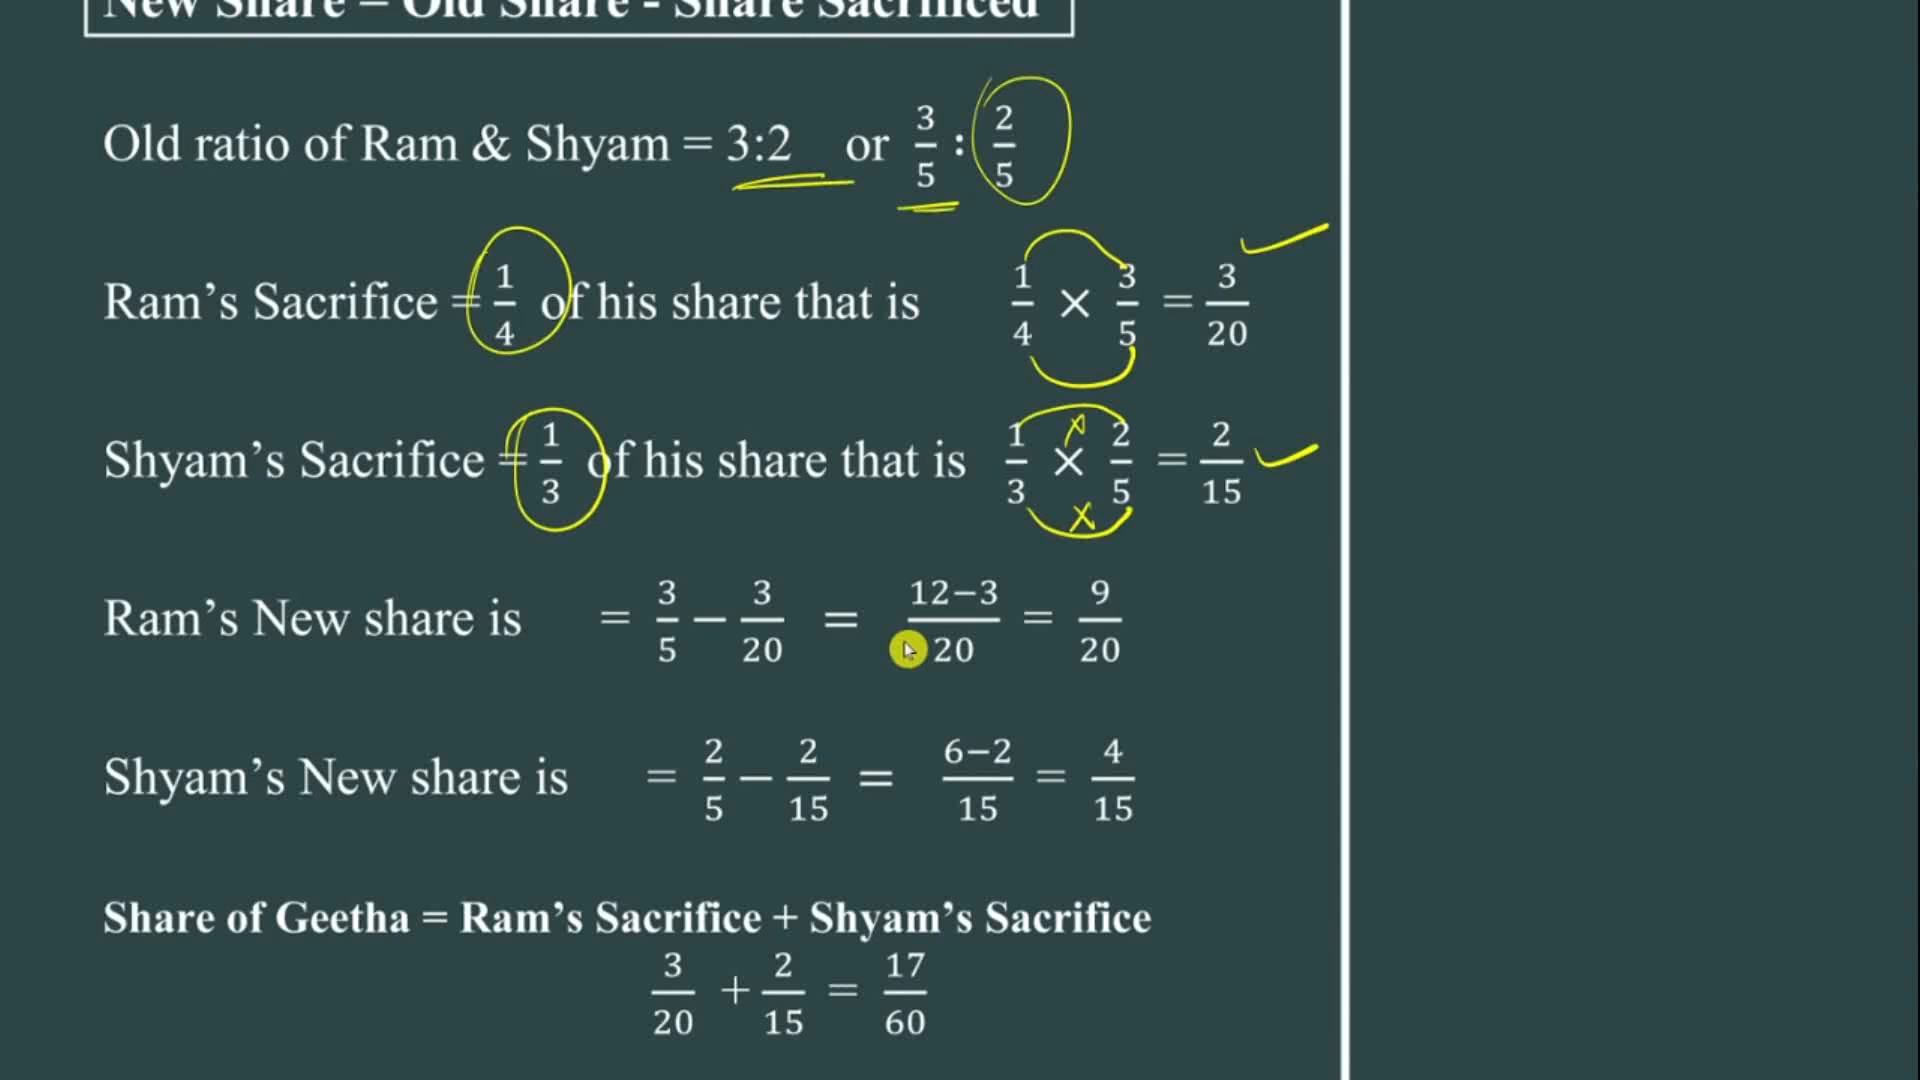 New Share = Old Share - Share Sacrificed
Old ratio of Ram & Shyam = 3:2 or 3/5 : 2/5
Ram’s Sacrifice = 1/4 of his share that is 1/4 × 3/5 = 3/20
Shyam’s Sacrifice = 1/3 of his share that is 1/3 × 2/5 = 2/15
Ram’s New share is = 3/5 − 3/20 = 12−3/20 = 9/20
Shyam’s New share is = 2/5 − 2/15 = 6−2/15 = 4/15
Share of Geetha = Ram’s Sacrifice + Shyam’s Sacrifice
3/20 + 2/15 = 17/60